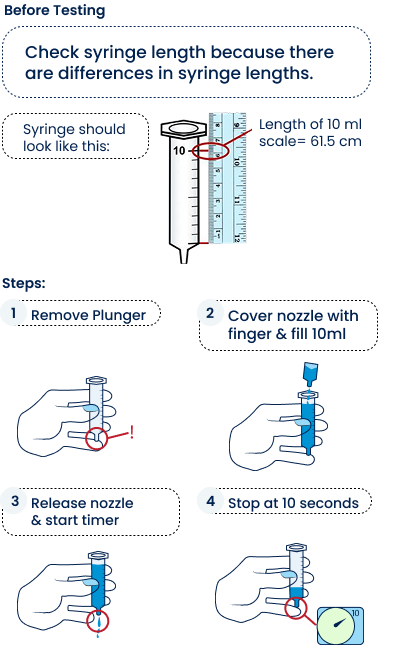 Before Testing
Check syringe length because there
are differences in syringe lengths.
Syringe should
look like this:
10
Length of 10 ml
scale= 61.5 cm
Steps:
1 Remove Plunger
!
2 Cover nozzle with
finger & fill 10ml
3 Release nozzle
& start timer
4 Stop at 10 seconds
10